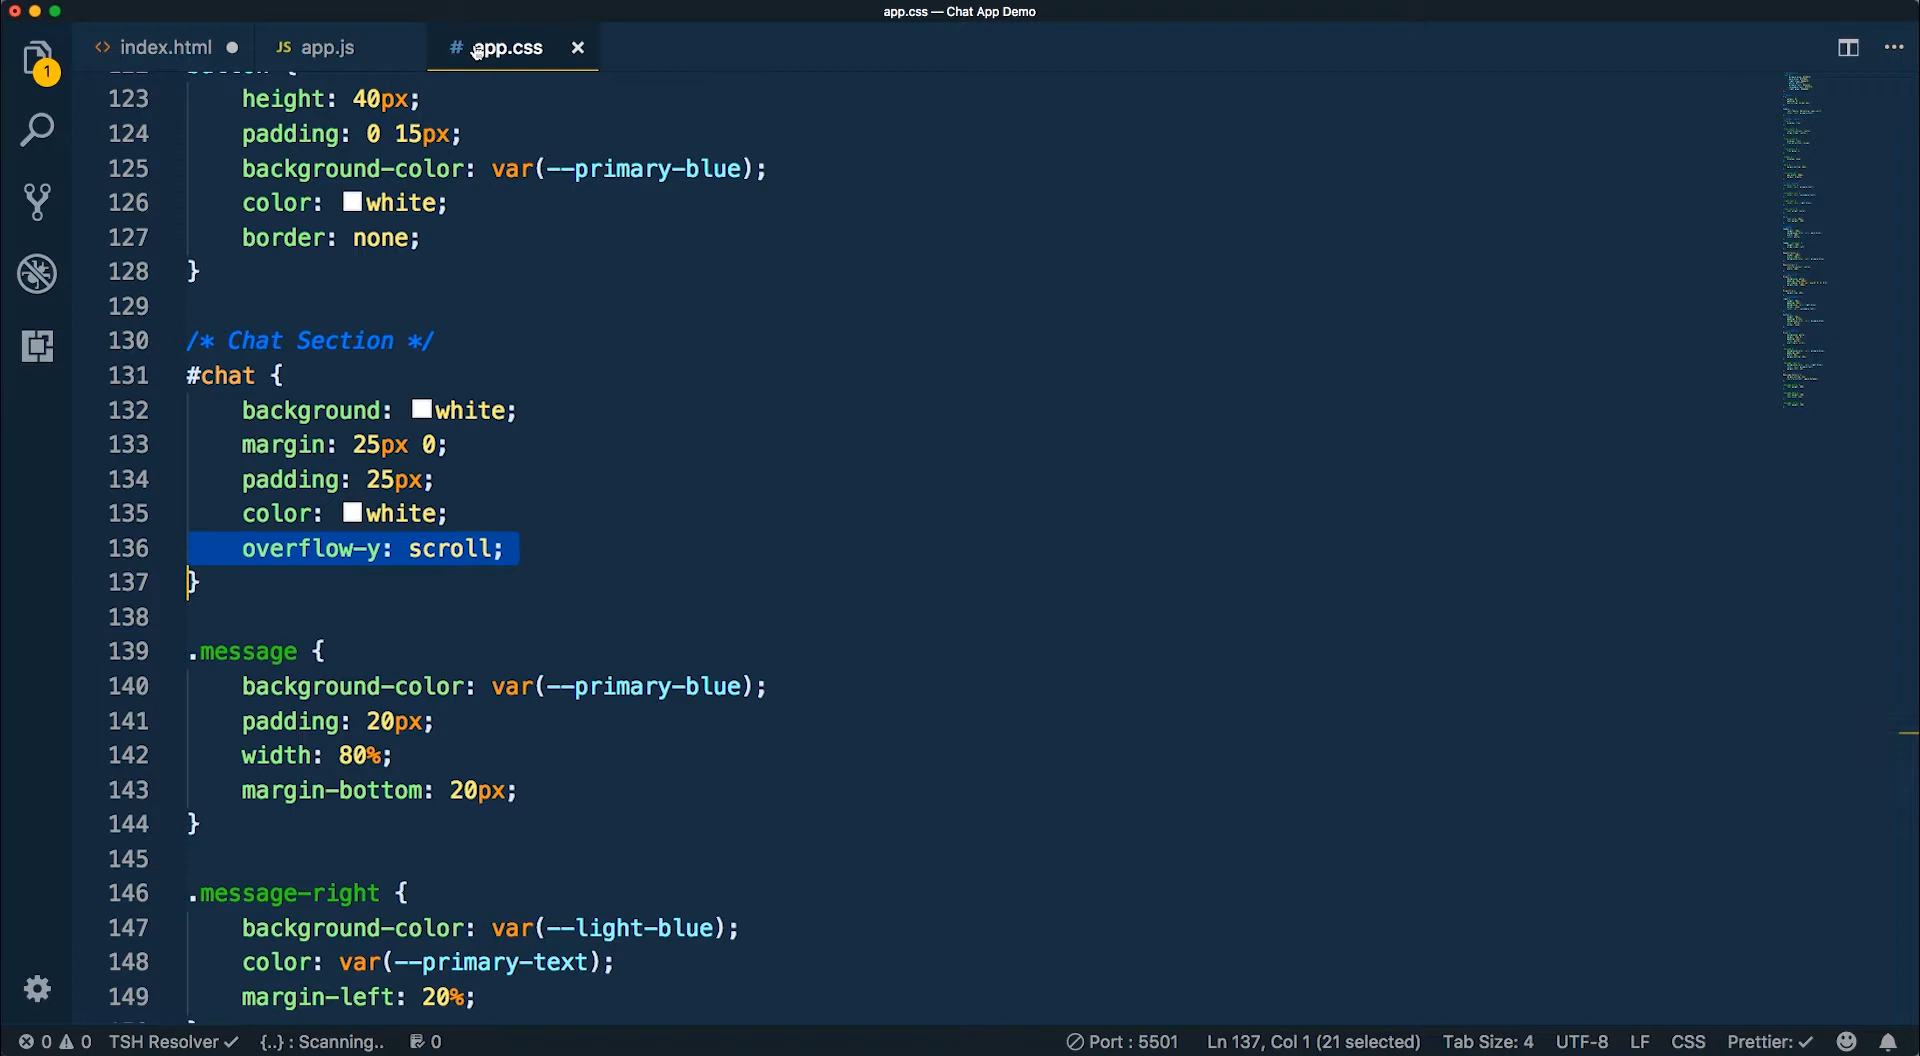 app.css — Chat App Demo
1
<> index.html
JS app.js
# app.css
button {
123 height: 40px;
124 padding: 0 15px;
125 background-color: var(--primary-blue);
126 color: white;
127 border: none;
128 }
129
130 /* Chat Section */
131 #chat {
132 background: white;
133 margin: 25px 0;
134 padding: 25px;
135 color: white;
136 overflow-y: scroll;
137 }
138
139 .message {
140 background-color: var(--primary-blue);
141 padding: 20px;
142 width: 80%;
143 margin-bottom: 20px;
144 }
145
146 .message-right {
147 background-color: var(--light-blue);
148 color: var(--primary-text);
149 margin-left: 20%;
0 0 TSH Resolver ✓ {..} : Scanning.. 0 Port : 5501 Ln 137, Col 1 (21 selected) Tab Size: 4 UTF-8 LF CSS Prettier: ✓